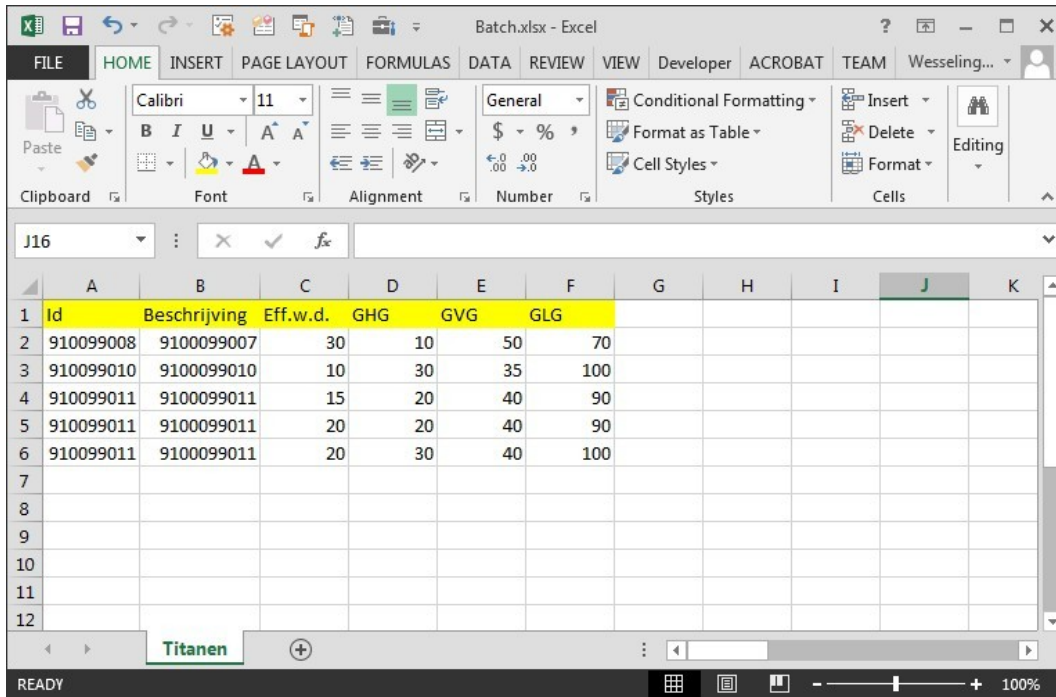 Batch.xlsx - Excel
FILE HOME INSERT PAGE LAYOUT FORMULAS DATA REVIEW VIEW Developer ACROBAT TEAM Wesseling...
Paste
Calibri 11
B I U A A
A
General
$ % ,
.00 .00
Conditional Formatting
Format as Table
Cell Styles
Insert
Delete
Format
Editing
Clipboard Font Alignment Number Styles Cells
J16 fx
A B C D E F G H I J K
1 Id Beschrijving Eff.w.d. GHG GVG GLG
2 910099008 9100099007 30 10 50 70
3 910099010 9100099010 10 30 35 100
4 910099011 9100099011 15 20 40 90
5 910099011 9100099011 20 20 40 90
6 910099011 9100099011 20 30 40 100
7
8
9
10
11
12
Titanen
READY 100%